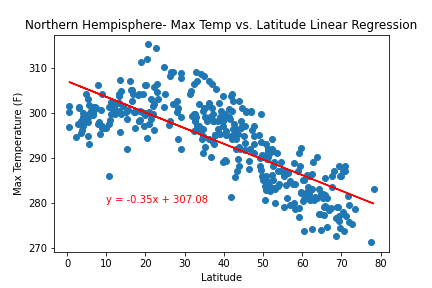 Northern Hempisphere- Max Temp vs. Latitude Linear Regression
310
300
290
280
270
Max Temperature (F)
y = -0.35x + 307.08
0 10 20 30 40 50 60 70 80
Latitude